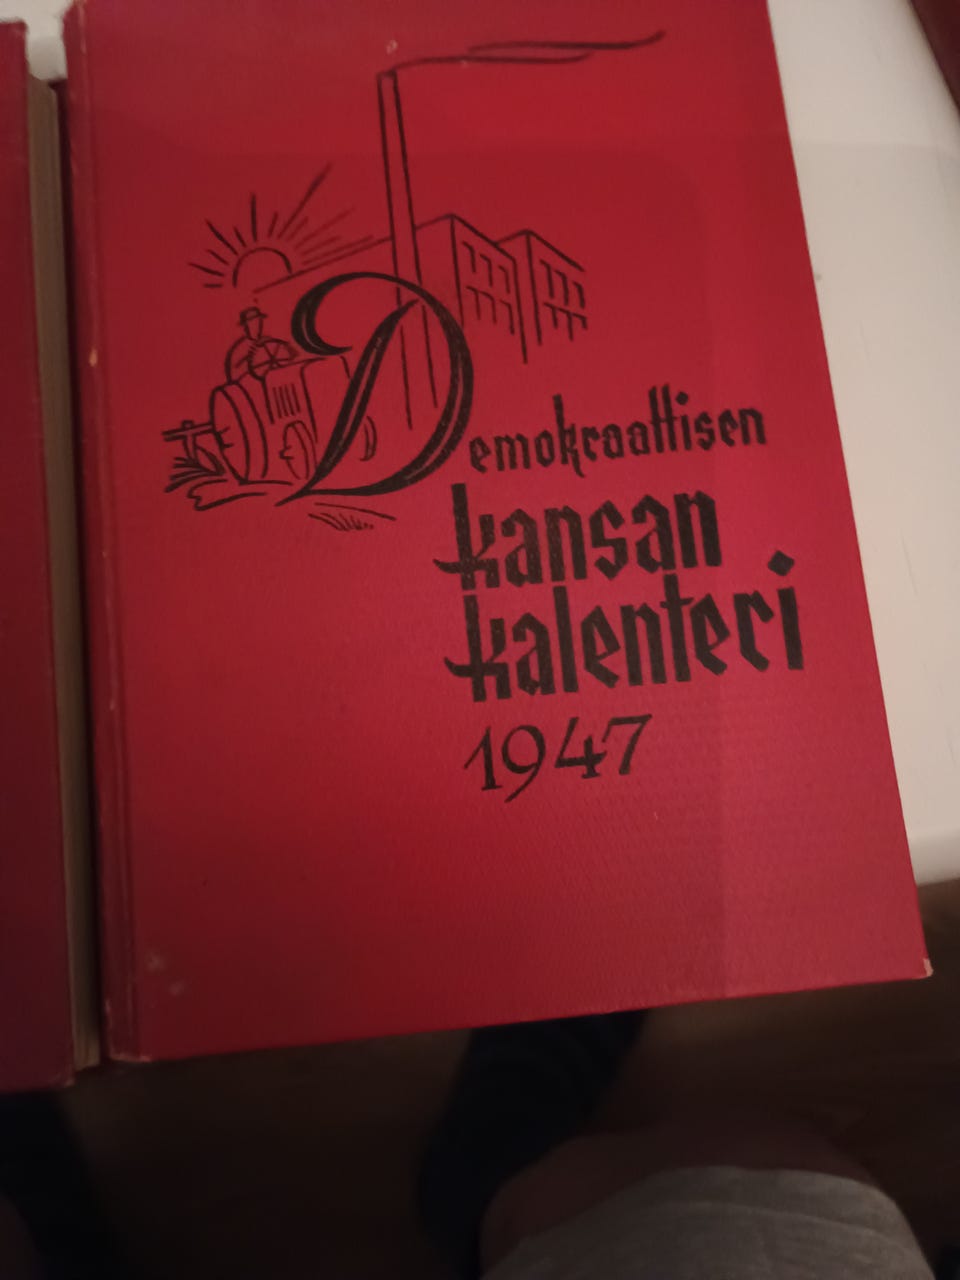 Demokraattisen
kansan
kalenteri
1947